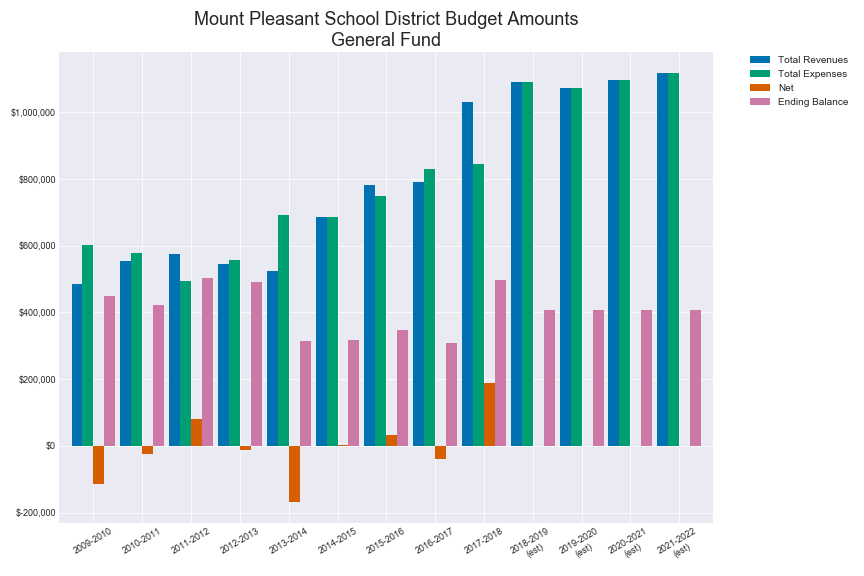 Mount Pleasant School District Budget Amounts
General Fund
Total Revenues
Total Expenses
Net
Ending Balance
$1,000,000
$800,000
$600,000
$400,000
$200,000
$0
$-200,000
2009-2010
2010-2011
2011-2012
2012-2013
2013-2014
2014-2015
2015-2016
2016-2017
2017-2018
2018-2019
(est)
2019-2020
(est)
2020-2021
(est)
2021-2022
(est)